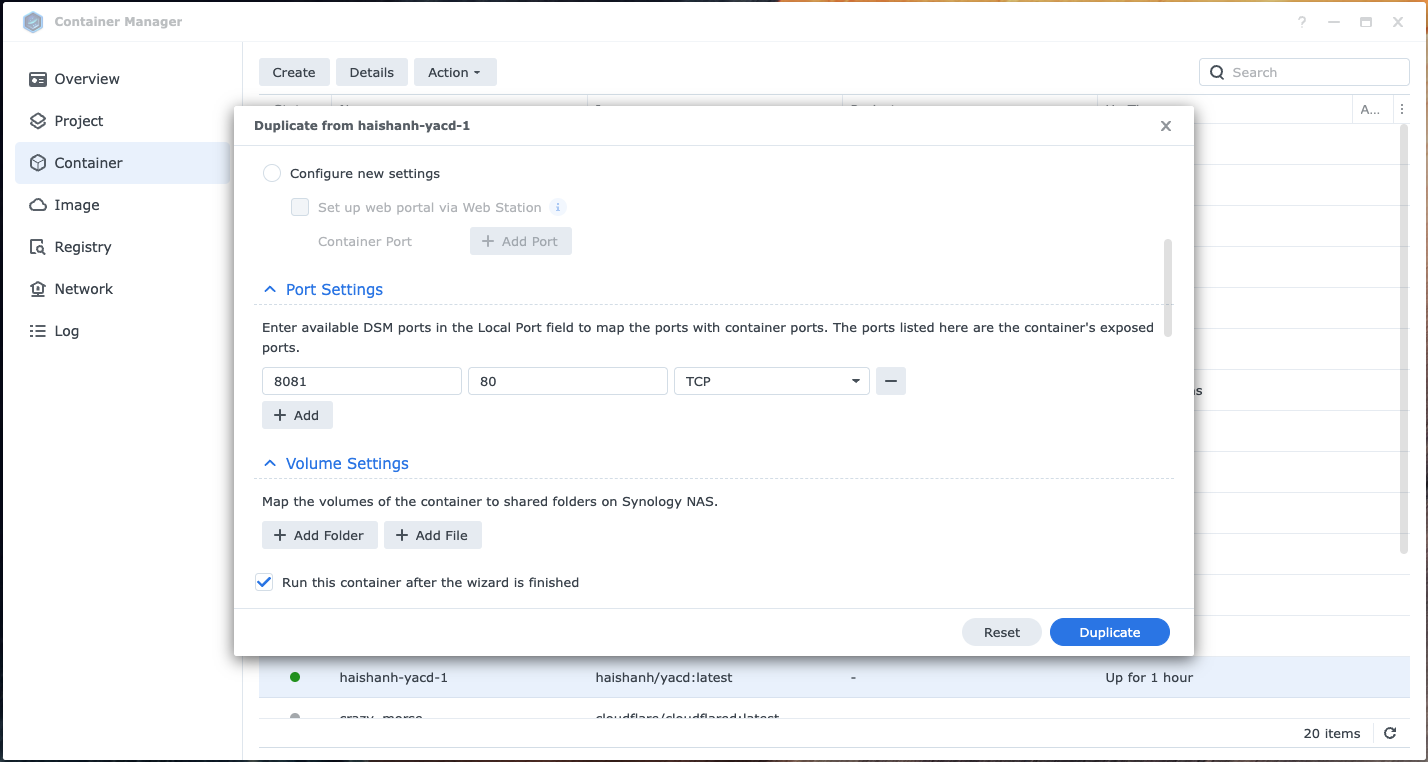 Container Manager
Overview
Project
Container
Image
Registry
Network
Log
Create
Details
Action
Search
A...
Duplicate from haishanh-yacd-1
Configure new settings
Set up web portal via Web Station
Container Port
Add Port
Port Settings
Enter available DSM ports in the Local Port field to map the ports with container ports. The ports listed here are the container's exposed
ports.
8081
80
TCP
Add
Volume Settings
Map the volumes of the container to shared folders on Synology NAS.
Add Folder
Add File
Run this container after the wizard is finished
Reset
Duplicate
haishanh-yacd-1
haishanh/yacd:latest
-
Up for 1 hour
crazy_morse
cloudflare/cloudflared:latest
20 items